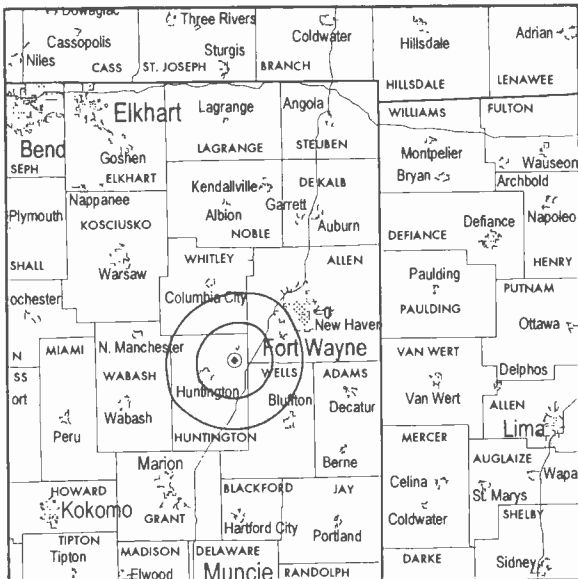 Dowagiac
Three Rivers
Coldwater
Hillsdale
Adrian
Cassopolis
Sturgis
Niles
CASS
ST. JOSEPH
BRANCH
HILLSDALE
LENAWEE
Elkhart
Lagrange
Angola
WILLIAMS
FULTON
Bend
Goshen
LAGRANGE
STEUBEN
Montpelier
Wauseon
SEPH
ELKHART
Kendallville
DE KALB
Bryan
Archbold
Nappanee
Albion
Garrett
Auburn
Napoleo
Plymouth
KOSCIUSKO
NOBLE
DEFIANCE
Defiance
SHALL
Warsaw
WHITLEY
ALLEN
Paulding
HENRY
Columbia City
PUTNAM
ochester
New Haven
PAULDING
Ottawa
N
MIAMI
N. Manchester
Fort Wayne
VAN WERT
SS
WABASH
Huntington
WELLS
ADAMS
Delphos
ort
Wabash
Bluffton
Decatur
Van Wert
ALLEN
Peru
HUNTINGTON
MERCER
Lima
Marion
Berne
AUGLAIZE
Wapa
HOWARD
BLACKFORD
JAY
Celina
St. Marys
Kokomo
GRANT
Hartford City
Portland
Coldwater
SHELBY
TIPTON
Tipton
MADISON
DELAWARE
DARKE
Sidney
Elwood
Muncie
RANDOLPH